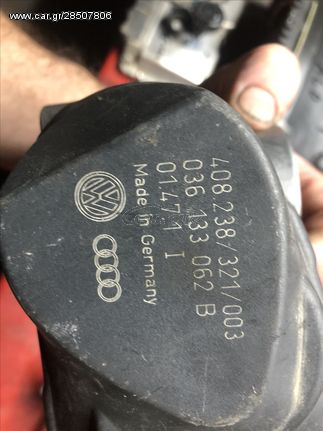 www.car.gr/28507806
408 238/321/003
036 133 062 B
01471 I
Made in Germany